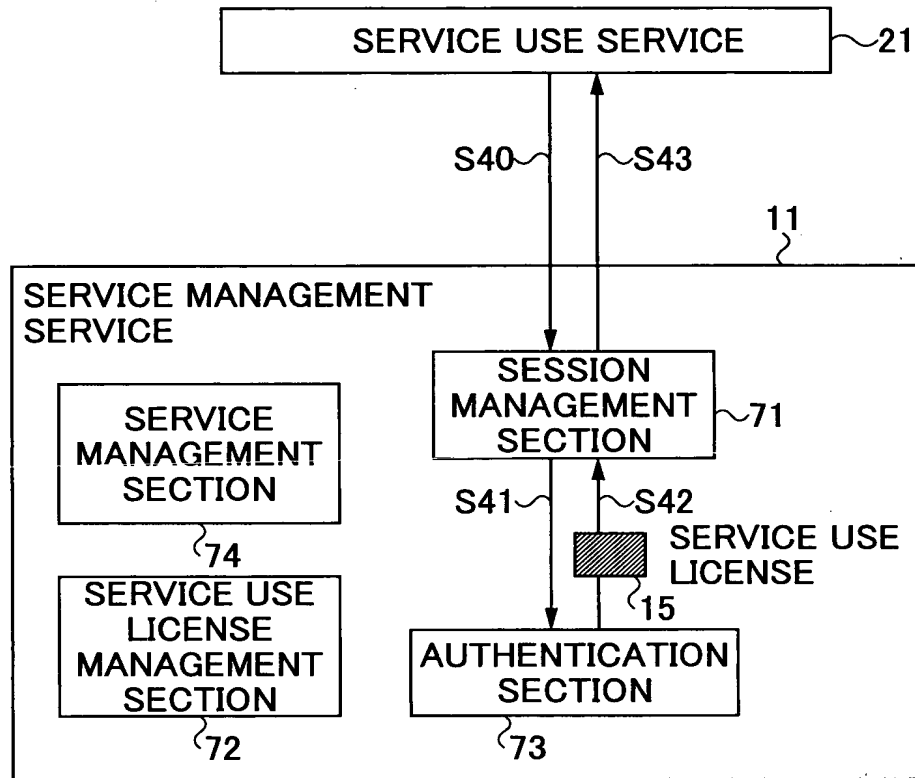 SERVICE USE SERVICE
21
S40
S43
11
SERVICE MANAGEMENT
SERVICE
SESSION
MANAGEMENT
SECTION
71
SERVICE
MANAGEMENT
SECTION
74
S41
S42
SERVICE USE
LICENSE
15
SERVICE USE
LICENSE
MANAGEMENT
SECTION
72
AUTHENTICATION
SECTION
73